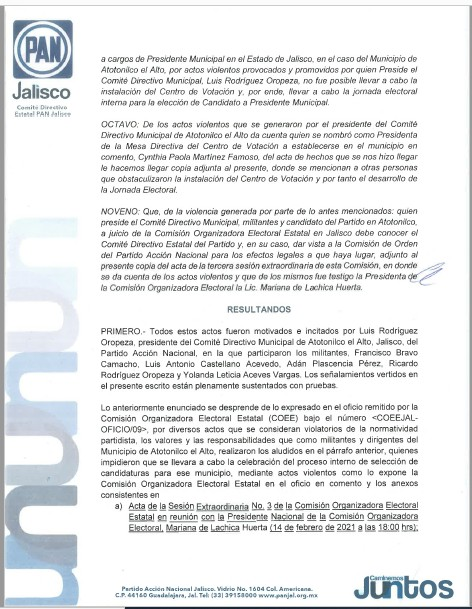 PAN
Jalisco
Comité Directivo
Estatal PAN Jalisco
a cargos de Presidente Municipal en el Estado de Jalisco, en el caso del Municipio de
Atotonilco el Alto, por actos violentos provocados y promovidos por quien Preside el
Comité Directivo Municipal, Luis Rodríguez Oropeza, no fue posible llevar a cabo la
instalación del Centro de Votación y, por ende, llevar a cabo la jornada electoral
interna para la elección de Candidato a Presidente Municipal.
OCTAVO: De los actos violentos que se generaron por el presidente del Comité
Directivo Municipal de Atotonilco el Alto da cuenta quien se nombró como Presidenta
de la Mesa Directiva del Centro de Votación a establecerse en el municipio en
comento, Cynthia Paola Martinez Famoso, del acta de hechos que se nos hizo llegar
le hacemos llegar copia adjunta al presente, donde se mencionan a otras personas
que obstaculizaron la instalación del Centro de Votación y por tanto el desarrollo de
la Jornada Electoral.
NOVENO: Que, de la violencia generada por parte de los antes mencionados: quien
preside el Comité Directivo Municipal, militantes y candidato del Partido en Atotonilco,
a juicio de la Comisión Organizadora Electoral Estatal en Jalisco debe conocer el
Comité Directivo Estatal del Partido y, en su caso, dar vista a la Comisión de Orden
del Partido Acción Nacional para los efectos legales a que haya lugar, adjunto al
presente copia del acta de la tercera sesión extraordinaria de esta Comisión, en donde
se da cuenta de los actos violentos y que de los mismos fue testigo la Presidenta de
la Comisión Organizadora Electoral la Lic. Mariana de Lachica Huerta.
RESULTANDOS
PRIMERO.- Todos estos actos fueron motivados e incitados por Luis Rodríguez
Oropeza, presidente del Comité Directivo Municipal de Atotonilco el Alto, Jalisco, del
Partido Acción Nacional, en la que participaron los militantes. Francisco Bravo
Camacho, Luis Antonio Castellano Acevedo, Adán Plascencia Pérez, Ricardo
Rodríguez Oropeza y Yolanda Leticia Aceves Vargas. Los señalamientos vertidos en
el presente escrito están plenamente sustentados con pruebas.
Lo anteriormente enunciado se desprende de lo expresado en el oficio remitido por la
Comisión Organizadora Electoral Estatal (COEE) bajo el número <COEEJAL-
OFICIO/09>, por diversos actos que se consideran violatorios de la normatividad
partidista, los valores y las responsabilidades que como militantes y dirigentes del
Municipio de Atotonilco el Alto, realizaron los aludidos en el párrafo anterior, quienes
impidieron que se llevara a cabo la celebración del proceso interno de selección de
candidaturas para ese municipio, mediante actos violentos como lo expone la
Comisión Organizadora Electoral Estatal en el oficio en comento y los anexos
consistentes en
a) Acta de la Sesión Extraordinaria No. 3 de la Comisión Organizadora Electoral
Estatal en reunión con la Presidente Nacional de la Comisión Organizadora
Electoral, Mariana de Lachica Huerta (14 de febrero de 2021 a las 18:00 hrs);
Partido Acción Nacional Jalisco. Vidrio No. 1604 Col. Americana.
C.P. 44160 Guadalajara, Jal. Tel: (33) 39158000 www.panjal.org.mx
Caminemos
Juntos